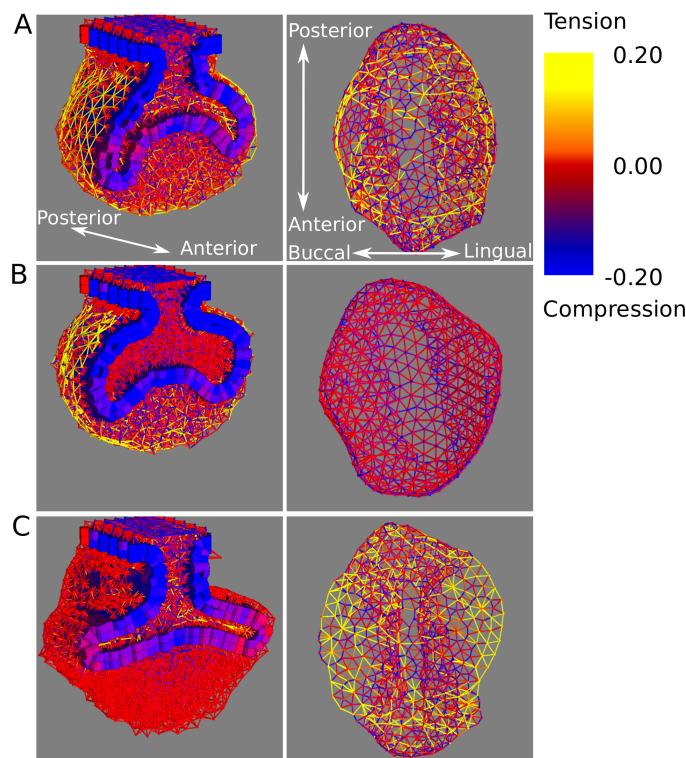 A
Posterior
Anterior
Posterior
Anterior
Buccal
Lingual
Tension
0.20
0.00
-0.20
Compression
B
C